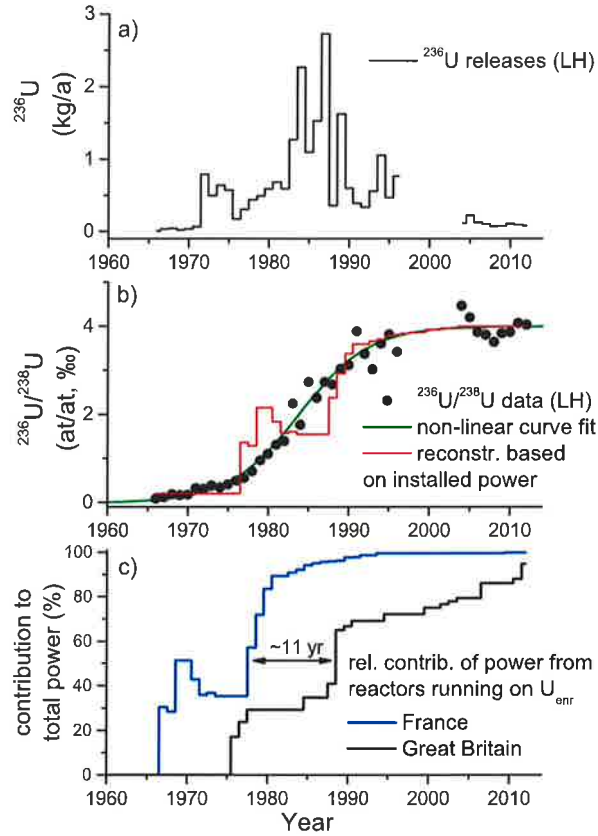 a)
3
2
1
0
²³⁶U
(kg/a)
²³⁶U releases (LH)
1960 1970 1980 1990 2000 2010
b)
4
2
0
²³⁶U/²³⁸U
(at/at, ‰)
²³⁶U/²³⁸U data (LH)
non-linear curve fit
reconstr. based
on installed power
1960 1970 1980 1990 2000 2010
c)
100
80
60
40
20
0
contribution to
total power (%)
~11 yr
rel. contrib. of power from
reactors running on Uₑₙᵣ
France
Great Britain
1960 1970 1980 1990 2000 2010
Year